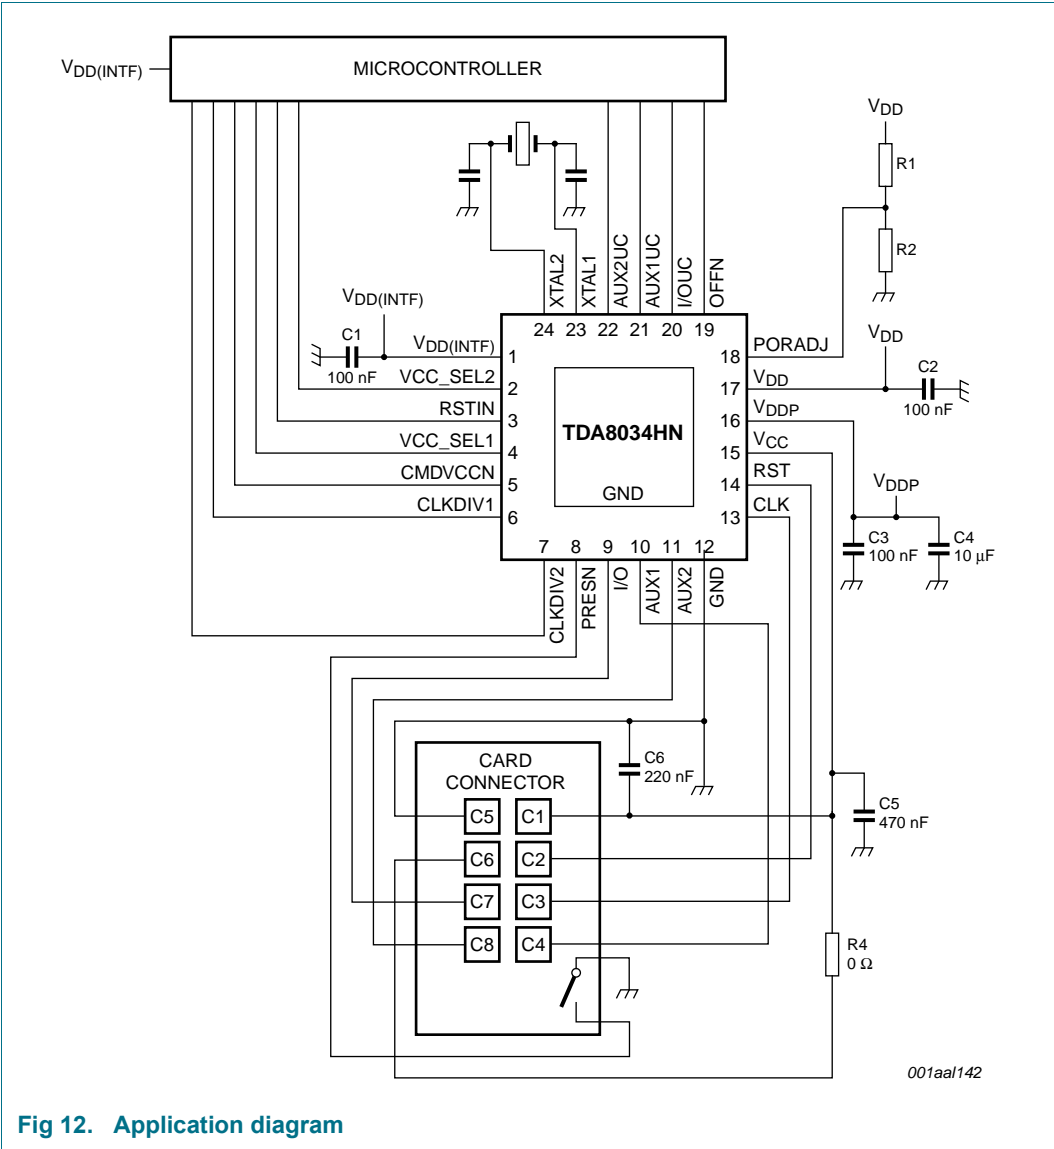 MICROCONTROLLER
VDD(INTF)
VDD
R1
R2
XTAL2
XTAL1
AUX2UC
AUX1UC
I/OUC
OFFN
VDD(INTF)
C1
100 nF
24
23
22
21
20
19
VDD(INTF)
1
VCC_SEL2
2
RSTIN
3
VCC_SEL1
4
CMDVCCN
5
CLKDIV1
6
TDA8034HN
GND
18
PORADJ
17
VDD
16
VDDP
15
VCC
14
RST
13
CLK
VDD
C2
100 nF
VDDP
C3
100 nF
C4
10 μF
7
8
9
10
11
12
CLKDIV2
PRESN
I/O
AUX1
AUX2
GND
CARD
CONNECTOR
C6
220 nF
C5
470 nF
C5
C1
C6
C2
C7
C3
C8
C4
R4
0 Ω
001aal142
Fig 12. Application diagram